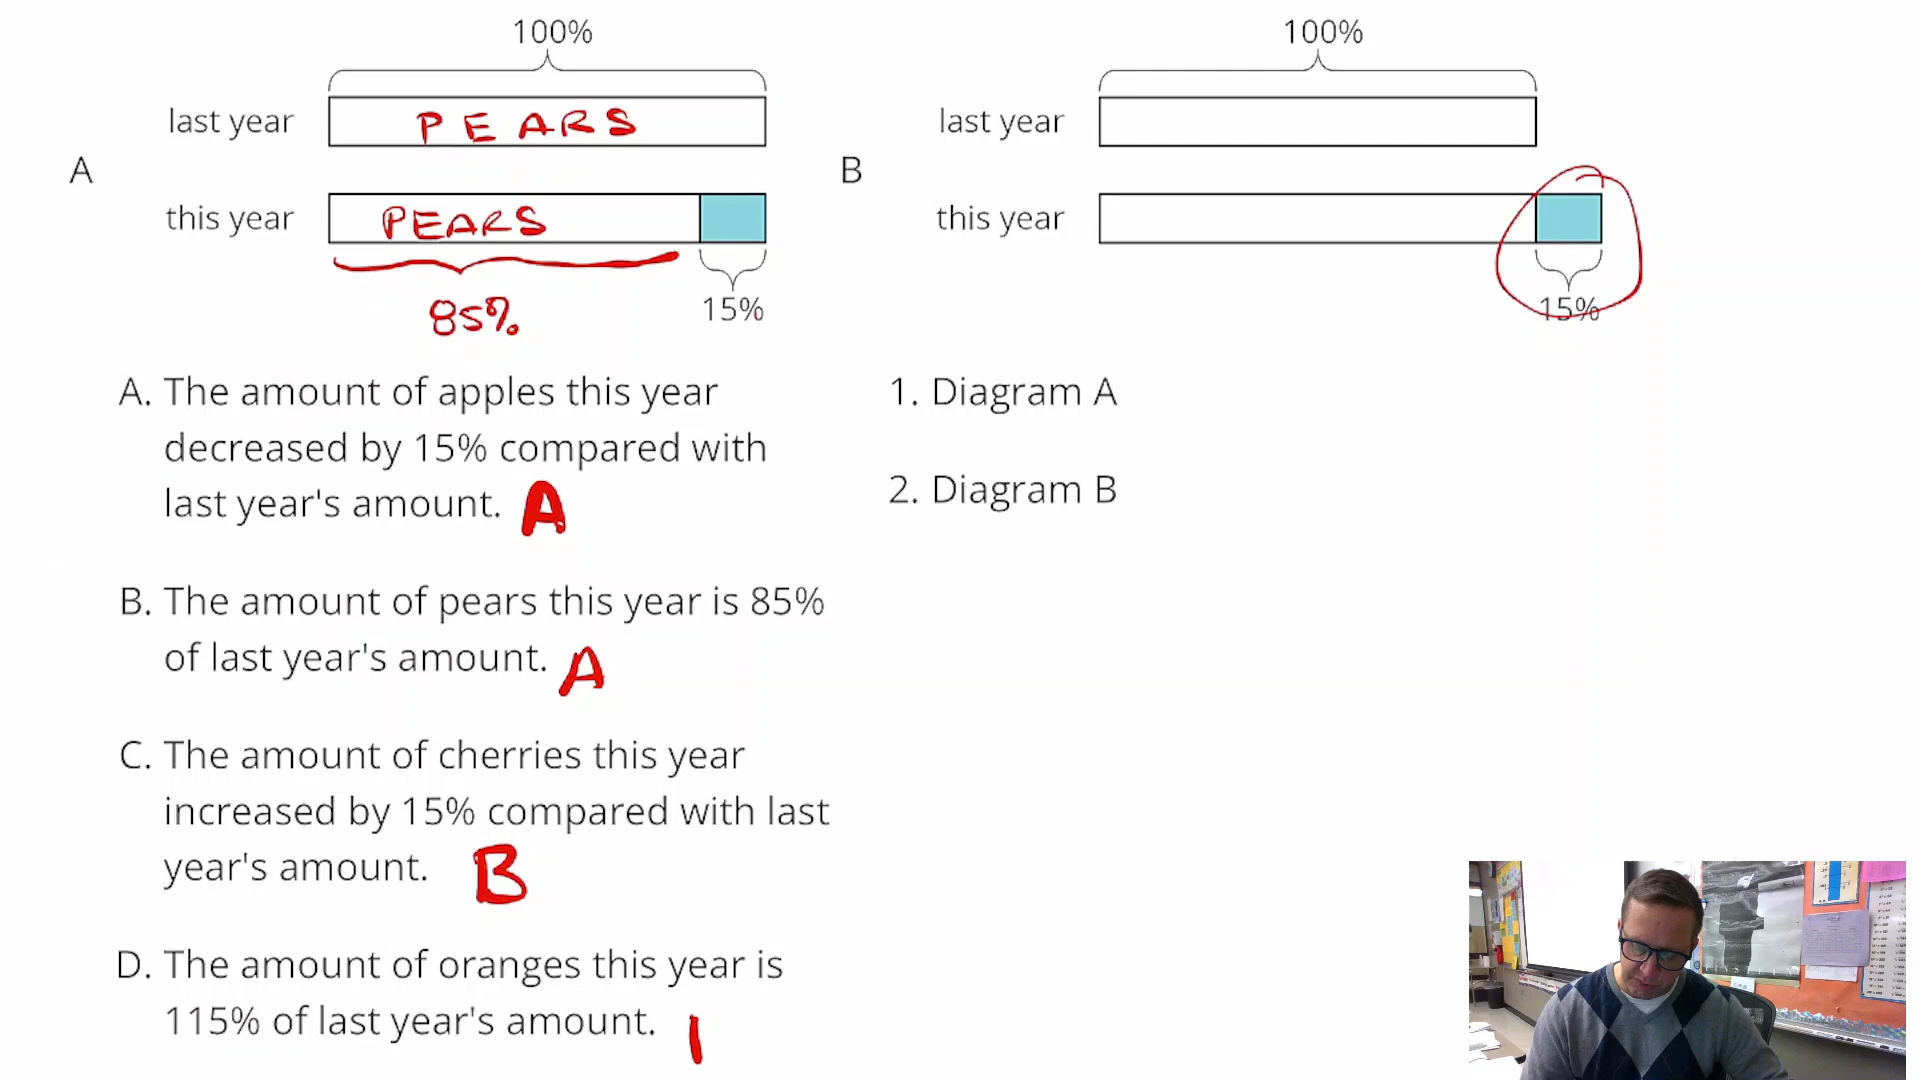 100%
last year PEARS
A
this year PEARS
85%
15%
100%
last year
B
this year
15%
A. The amount of apples this year
decreased by 15% compared with
last year's amount. A
B. The amount of pears this year is 85%
of last year's amount. A
C. The amount of cherries this year
increased by 15% compared with last
year's amount. B
D. The amount of oranges this year is
115% of last year's amount.
1. Diagram A
2. Diagram B